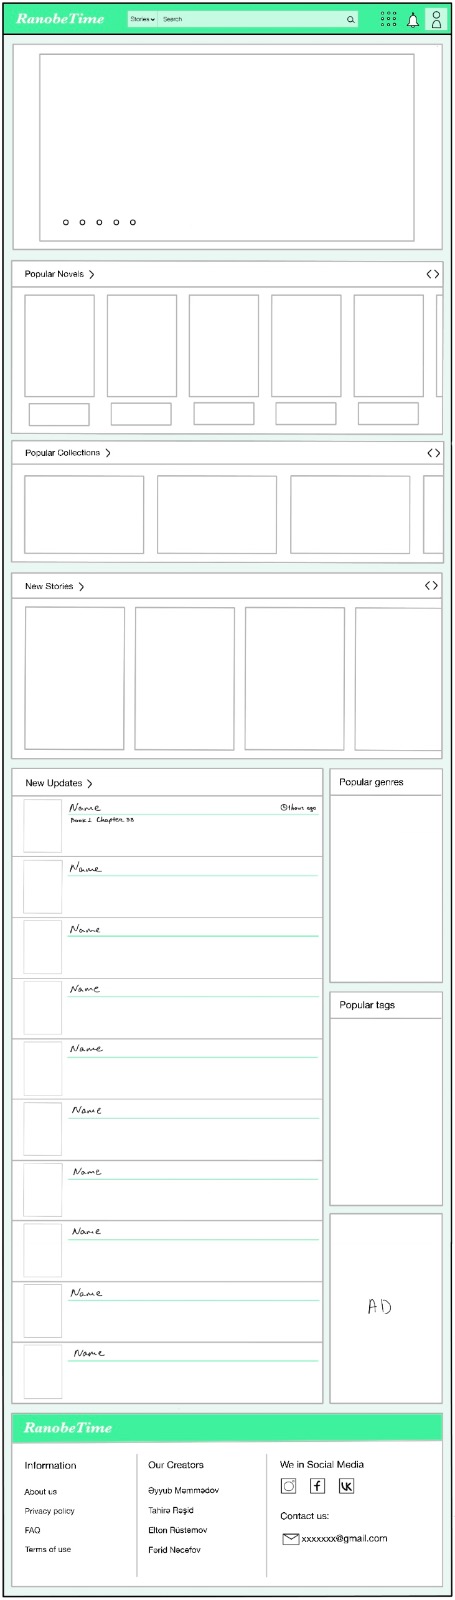 RanobeTime
Stories
Search
Popular Novels
Popular Collections
New Stories
New Updates
Name
1 hour ago
Book 1 Chapter 38
Name
Name
Name
Name
Name
Name
Name
Name
Name
Popular genres
Popular tags
AD
RanobeTime
Information
About us
Privacy policy
FAQ
Terms of use
Our Creators
Əyyub Məmmədov
Tahirə Rəşid
Elton Rüstəmov
Fərid Nəcəfov
We in Social Media
Contact us:
xxxxxxx@gmail.com